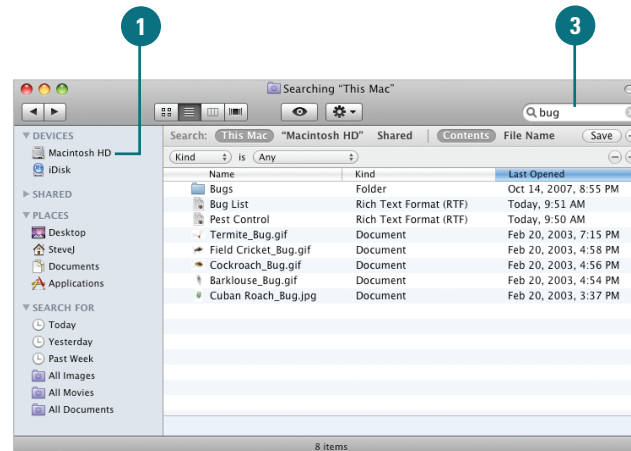 1
3
Searching "This Mac"
bug
DEVICES
Macintosh HD
iDisk
SHARED
PLACES
Desktop
SteveJ
Documents
Applications
SEARCH FOR
Today
Yesterday
Past Week
All Images
All Movies
All Documents
Search: This Mac "Macintosh HD" Shared Contents File Name Save
Kind is Any
Name Kind Last Opened
Bugs Folder Oct 14, 2007, 8:55 PM
Bug List Rich Text Format (RTF) Today, 9:51 AM
Pest Control Rich Text Format (RTF) Today, 9:50 AM
Termite_Bug.gif Document Feb 20, 2003, 7:15 PM
Field Cricket_Bug.gif Document Feb 20, 2003, 4:58 PM
Cockroach_Bug.gif Document Feb 20, 2003, 4:56 PM
Barklouse_Bug.gif Document Feb 20, 2003, 4:54 PM
Cuban Roach_Bug.jpg Document Feb 20, 2003, 3:37 PM
8 items